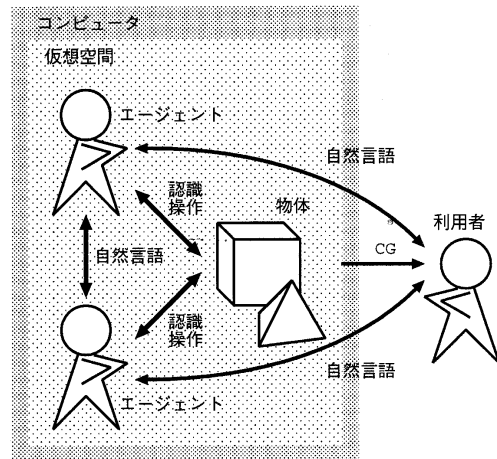 コンピュータ
仮想空間
エージェント
自然言語
認識
操作
物体
利用者
CG
自然言語
認識
操作
自然言語
エージェント